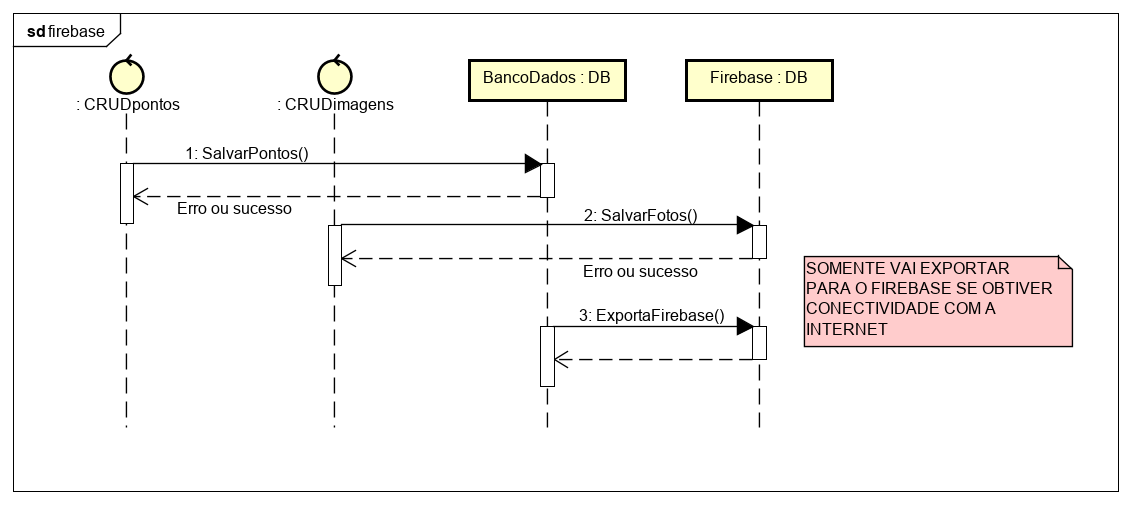 sd firebase
: CRUDpontos
: CRUDimagens
BancoDados : DB
Firebase : DB
1: SalvarPontos()
Erro ou sucesso
2: SalvarFotos()
Erro ou sucesso
SOMENTE VAI EXPORTAR
PARA O FIREBASE SE OBTIVER
CONECTIVIDADE COM A
INTERNET
3: ExportaFirebase()